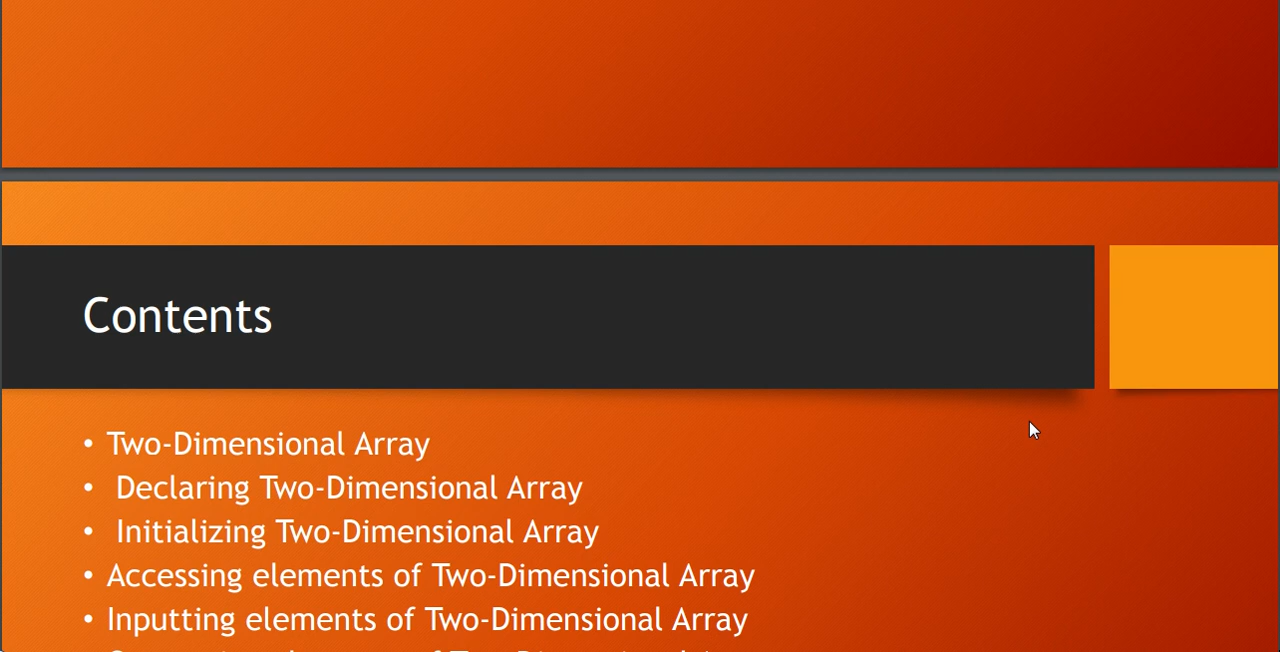 Contents
• Two-Dimensional Array
• Declaring Two-Dimensional Array
• Initializing Two-Dimensional Array
• Accessing elements of Two-Dimensional Array
• Inputting elements of Two-Dimensional Array